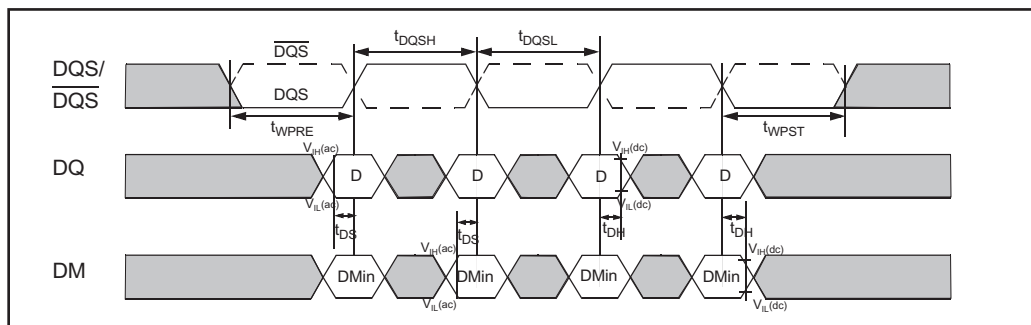 DQS
tDQSH
tDQSL
DQS/
DQS
DQS
tWPRE
tWPST
VIH(ac)
VIH(dc)
DQ
D
D
D
D
VIL(ac)
VIL(dc)
tDS
tDS
tDH
tDH
VIH(ac)
VIH(dc)
DM
DMin
DMin
DMin
DMin
VIL(ac)
VIL(dc)